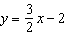 y = 3/2 x − 2